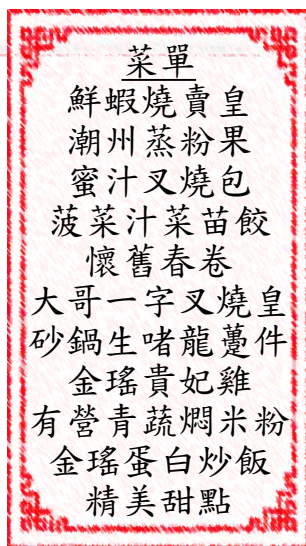 菜單
鮮蝦燒賣皇
潮州蒸粉果
蜜汁叉燒包
菠菜汁菜苗餃
懷舊春卷
大哥一字叉燒皇
砂鍋生啫龍躉件
金瑤貴妃雞
有營青蔬燜米粉
金瑤蛋白炒飯
精美甜點